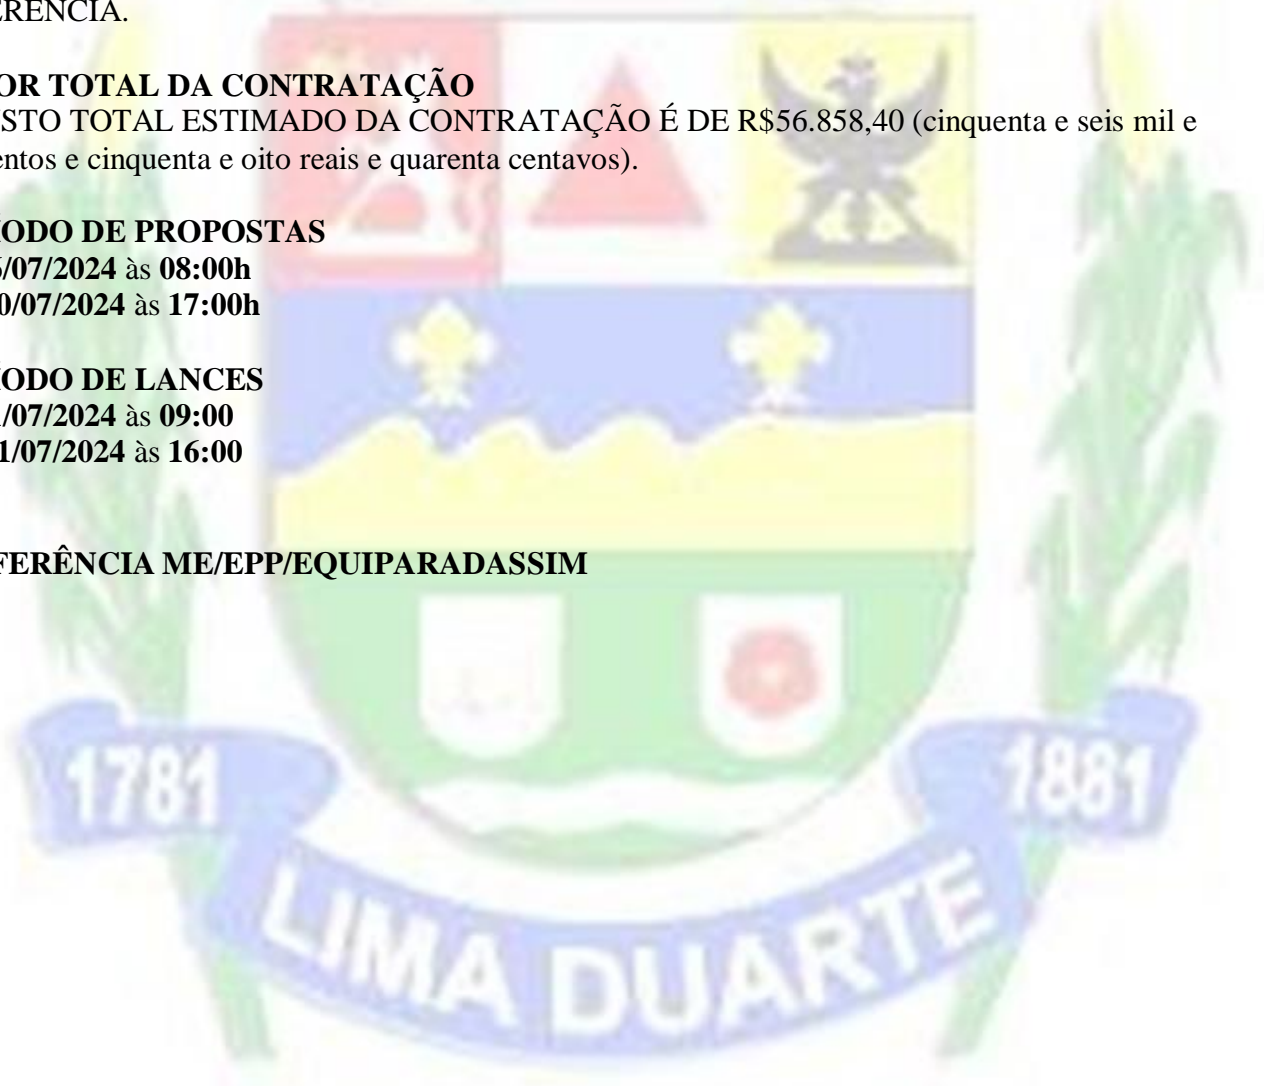 ERÊNCIA.
OR TOTAL DA CONTRATAÇÃO
STO TOTAL ESTIMADO DA CONTRATAÇÃO É DE R$56.858,40 (cinquenta e seis mil e
entos e cinquenta e oito reais e quarenta centavos).
ODO DE PROPOSTAS
/07/2024 às 08:00h
0/07/2024 às 17:00h
ODO DE LANCES
/07/2024 às 09:00
1/07/2024 às 16:00
FERÊNCIA ME/EPP/EQUIPARADASSIM
1781
1881
LIMA DUARTE